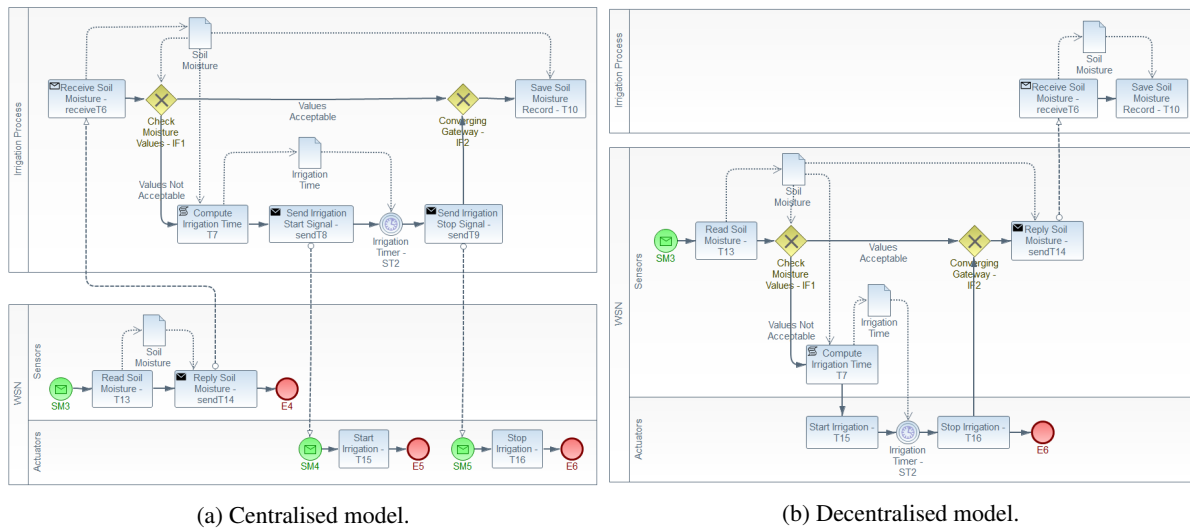 Irrigation Process
Soil
Moisture
Receive Soil
Moisture -
receiveT6
Check
Moisture
Values - IF1
Values
Acceptable
Converging
Gateway -
IF2
Save Soil
Moisture
Record - T10
Values Not
Acceptable
Irrigation
Time
Compute
Irrigation Time
T7
Send Irrigation
Start Signal -
sendT8
Irrigation
Timer -
ST2
Send Irrigation
Stop Signal -
sendT9
WSN
Sensors
Soil
Moisture
SM3
Read Soil
Moisture -
T13
Reply Soil
Moisture -
sendT14
E4
Actuators
SM4
Start
Irrigation -
T15
E5
SM5
Stop
Irrigation -
T16
E6
(a) Centralised model.
Irrigation Process
Soil
Moisture
Receive Soil
Moisture -
receiveT6
Save Soil
Moisture
Record - T10
WSN
Sensors
Soil
Moisture
SM3
Read Soil
Moisture -
T13
Check
Moisture
Values - IF1
Values
Acceptable
Converging
Gateway -
IF2
Reply Soil
Moisture -
sendT14
Values Not
Acceptable
Irrigation
Time
Compute
Irrigation Time
T7
Actuators
Start Irrigation -
T15
Irrigation
Timer -
ST2
Stop Irrigation -
T16
E6
(b) Decentralised model.